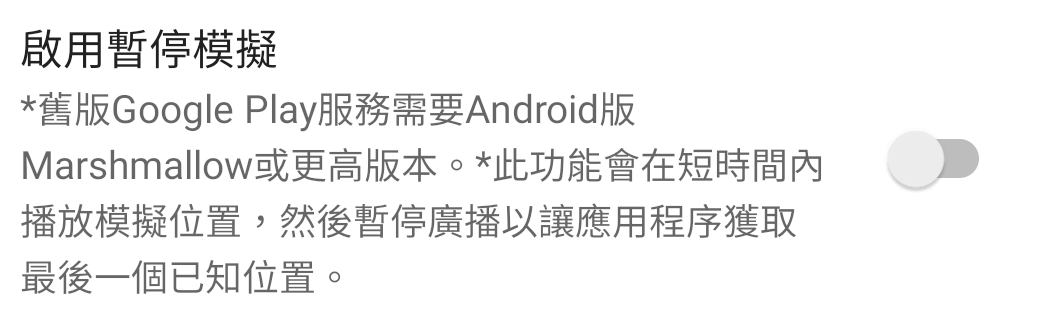 啟用暫停模擬
*舊版Google Play服務需要Android版
Marshmallow或更高版本。*此功能會在短時間內
播放模擬位置，然後暫停廣播以讓應用程序獲取
最後一個已知位置。